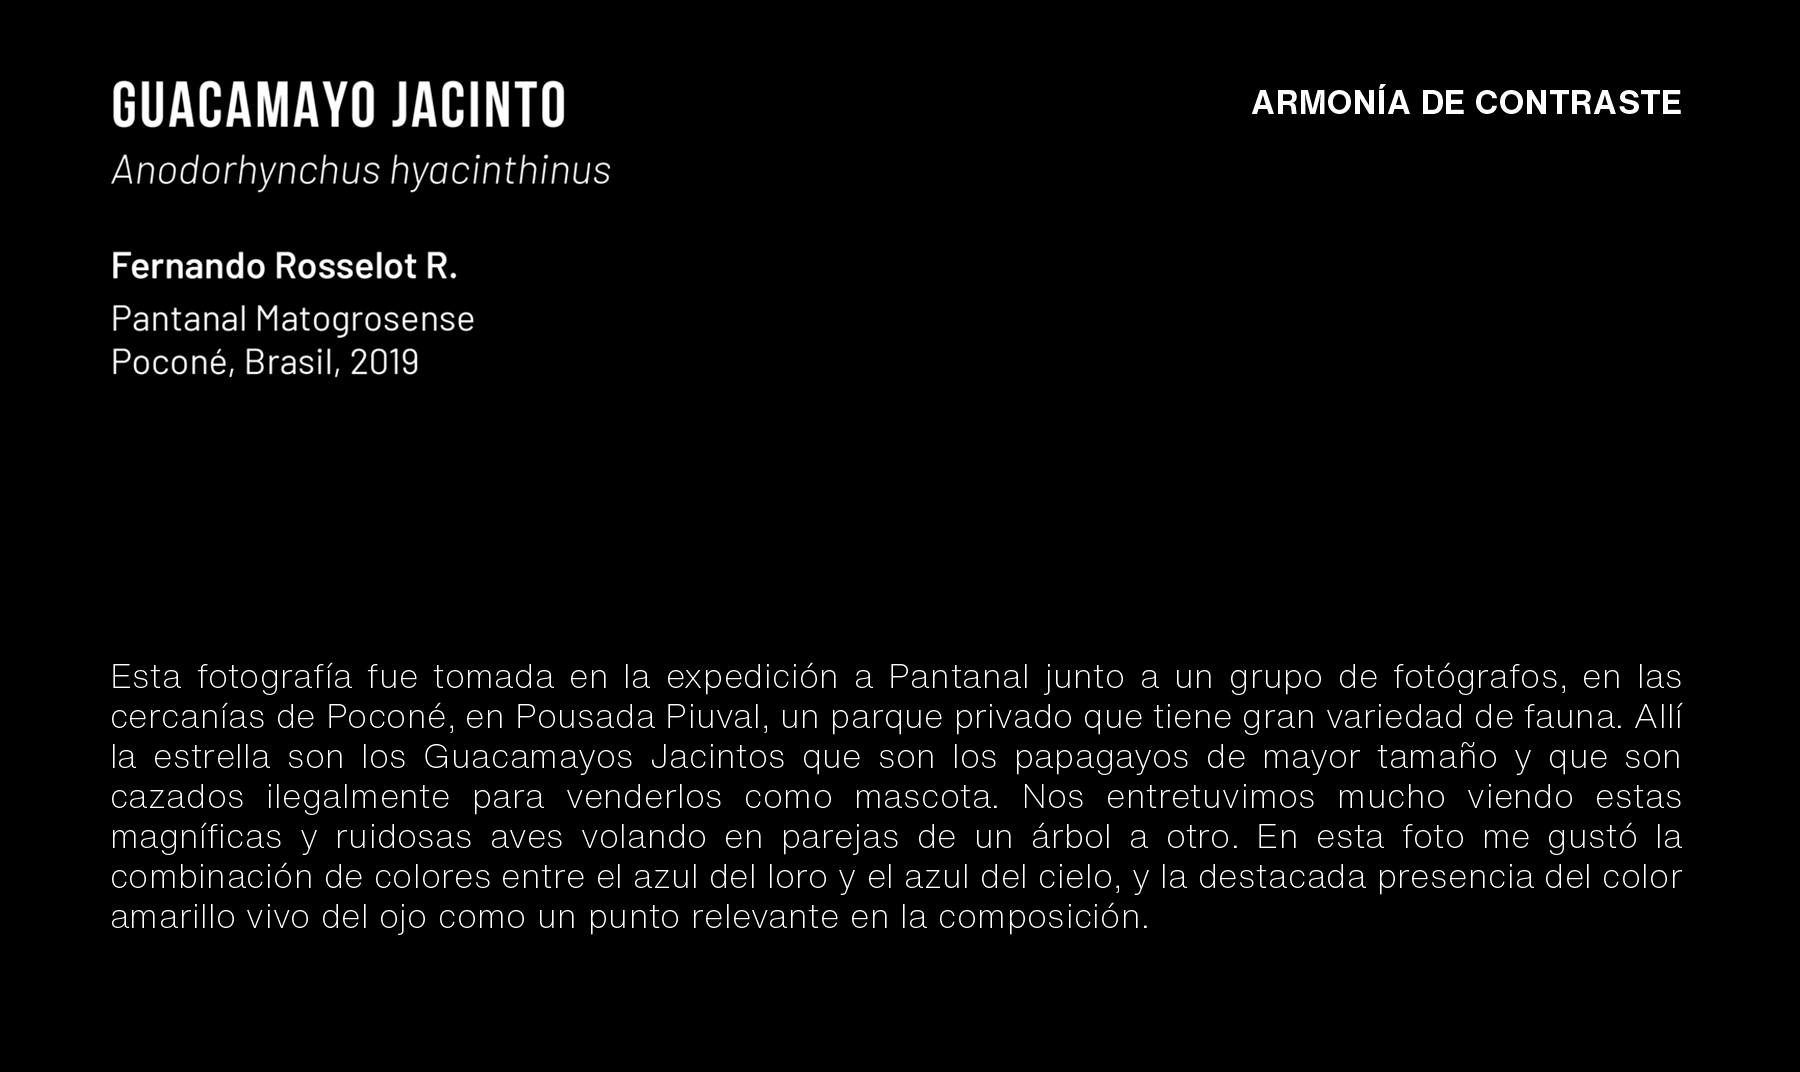 GUACAMAYO JACINTO
ARMONÍA DE CONTRASTE
Anodorhynchus hyacinthinus
Fernando Rosselot R.
Pantanal Matogrosense
Poconé, Brasil, 2019
Esta fotografía fue tomada en la expedición a Pantanal junto a un grupo de fotógrafos, en las
cercanías de Poconé, en Pousada Piuval, un parque privado que tiene gran variedad de fauna. Allí
la estrella son los Guacamayos Jacintos que son los papagayos de mayor tamaño y que son
cazados ilegalmente para venderlos como mascota. Nos entretuvimos mucho viendo estas
magníficas y ruidosas aves volando en parejas de un árbol a otro. En esta foto me gustó la
combinación de colores entre el azul del loro y el azul del cielo, y la destacada presencia del color
amarillo vivo del ojo como un punto relevante en la composición.